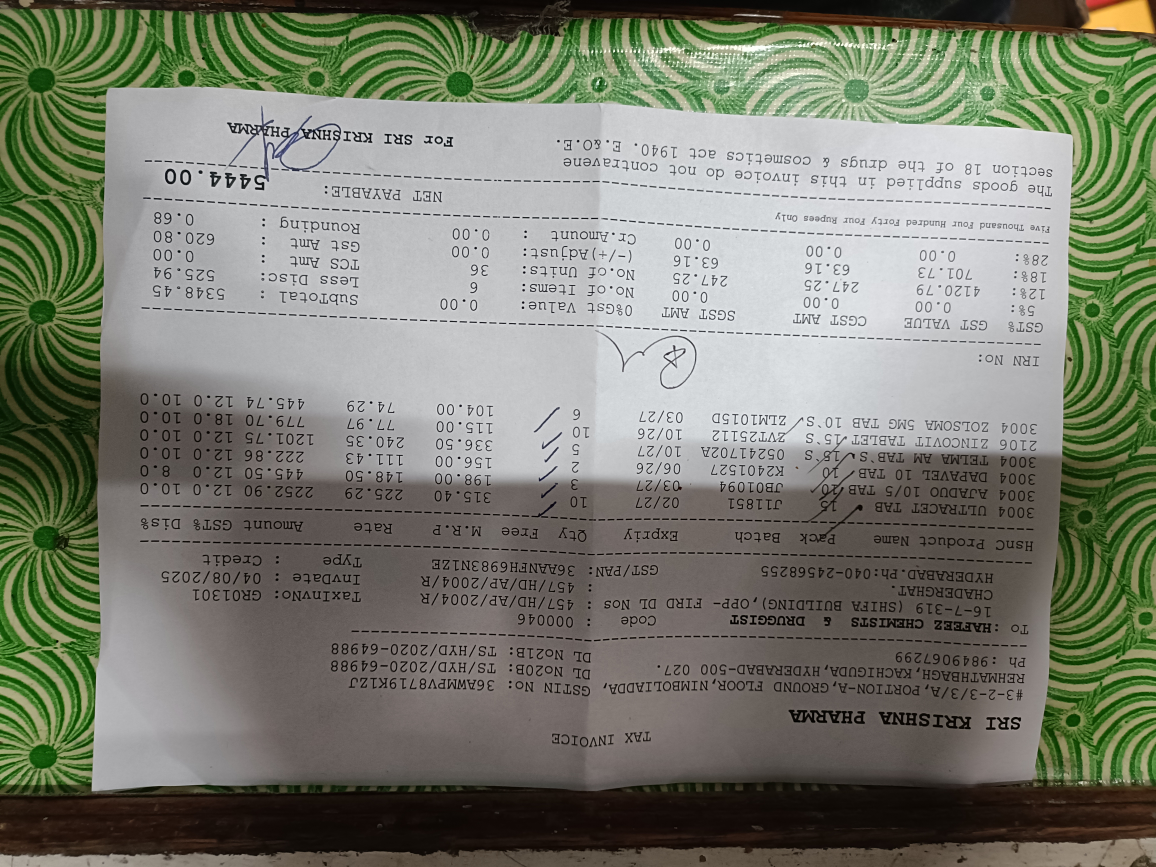 TAX INVOICE
SRI KRISHNA PHARMA
#3-2-3/3/A, PORTION-A, GROUND FLOOR, NIMBOLIADDA, GSTIN No: 36AWMPV8719K1ZJ
REHMATHBAGH, KACHIGUDA, HYDERABAD-500 027. DL No20B: TS/HYD/2020-64988
Ph :9849067299 DL No21B: TS/HYD/2020-64988
To :HAFEEZ CHEMISTS & DRUGGIST Code : 000046
16-7-319 (SHIFA BUILDING),OPP- FIRD DL Nos : 457/HD/AP/2004/R TaxInvNo: GR01301
CHADERGHAT. : 457/HD/AP/2004/R InvDate : 04/08/2025
HYDERABAD.Ph:040-24568255 GST/PAN: 36AANFH6983N1ZE Type : Credit
HsnC Product Name Pack Batch Expriy Qty Free M.R.P Rate Amount GST% Dis%
3004 ULTRACET TAB 15 J11851 02/27 10 315.40 225.29 2252.90 12.0 10.0
3004 AJADUO 10/5 TAB 10 JB01094 03/27 3 198.00 148.50 445.50 12.0 8.0
3004 DAPAVEL 10 TAB 10 K2401527 06/26 2 156.00 111.43 222.86 12.0 10.0
3004 TELMA AM TAB`S 15`S 05241702A 10/27 5 336.50 240.35 1201.75 12.0 10.0
2106 ZINCOVIT TABLET 15`S ZVT25112 10/26 10 115.00 77.97 779.70 18.0 10.0
3004 ZOLSOMA 5MG TAB 10`S ZLM1015D 03/27 6 104.00 74.29 445.74 12.0 10.0
IRN No:
GST% GST VALUE CGST AMT SGST AMT 0%Gst Value: 0.00 SubTotal : 5348.45
5%: 0.00 0.00 0.00 No.of Items: 6 Less Disc: 525.94
12%: 4120.79 247.25 247.25 No.of Units: 36 TCS Amt : 0.00
18%: 701.73 63.16 63.16 (-/+)Adjust: 0.00 Gst Amt : 620.80
28%: 0.00 0.00 0.00 Cr.Amount : 0.00 Rounding : 0.68
Five Thousand Four Hundred Forty Four Rupees Only
NET PAYABLE: 5444.00
The goods supplied in this invoice do not contravene
section 18 of the drugs & cosmetics act 1940. E.&O.E. For SRI KRISHNA PHARMA